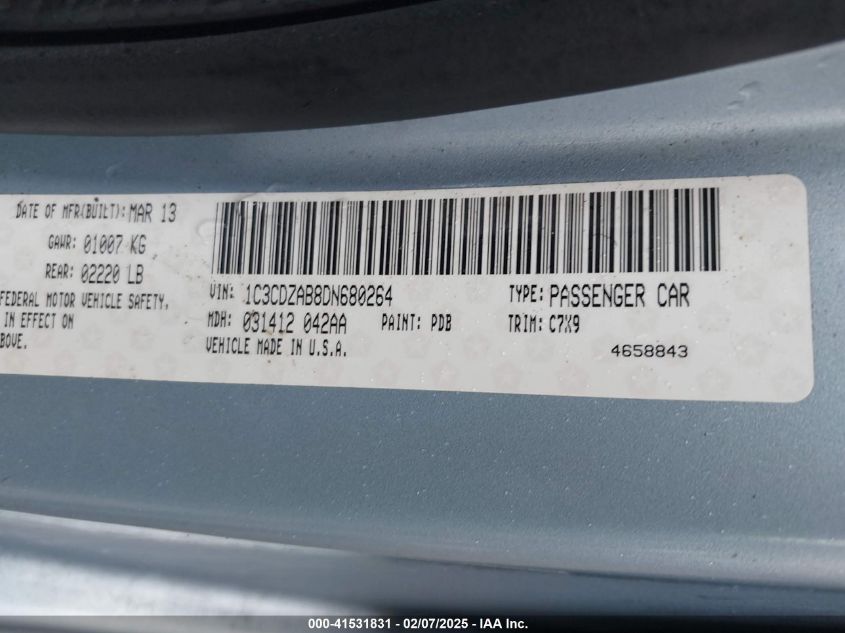 DATE OF MFR(BUILT): MAR 13
GAWR: 01007 KG
REAR: 02220 LB
FEDERAL MOTOR VEHICLE SAFETY,
IN EFFECT ON
BOVE.
VIN: 1C3CDZAB8DN680264 TYPE: PASSENGER CAR
MDH: 031412 042AA PAINT: PDB TRIM: C7X9
VEHICLE MADE IN U.S.A. 4658843
000-41531831 - 02/07/2025 - IAA Inc.